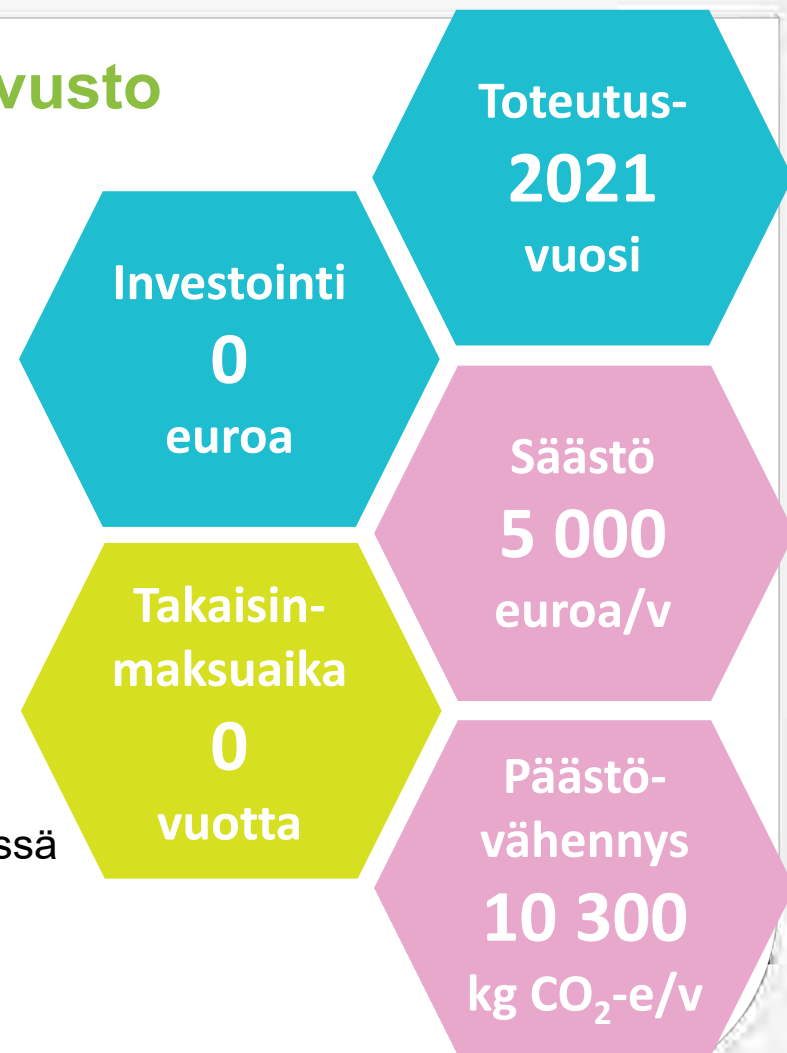 vusto
Toteutus-
2021
vuosi
Investointi
0
euroa
Säästö
5 000
euroa/v
Takaisin-
maksuaika
0
vuotta
ssä
Päästö-
vähennys
10 300
kg CO₂-e/v